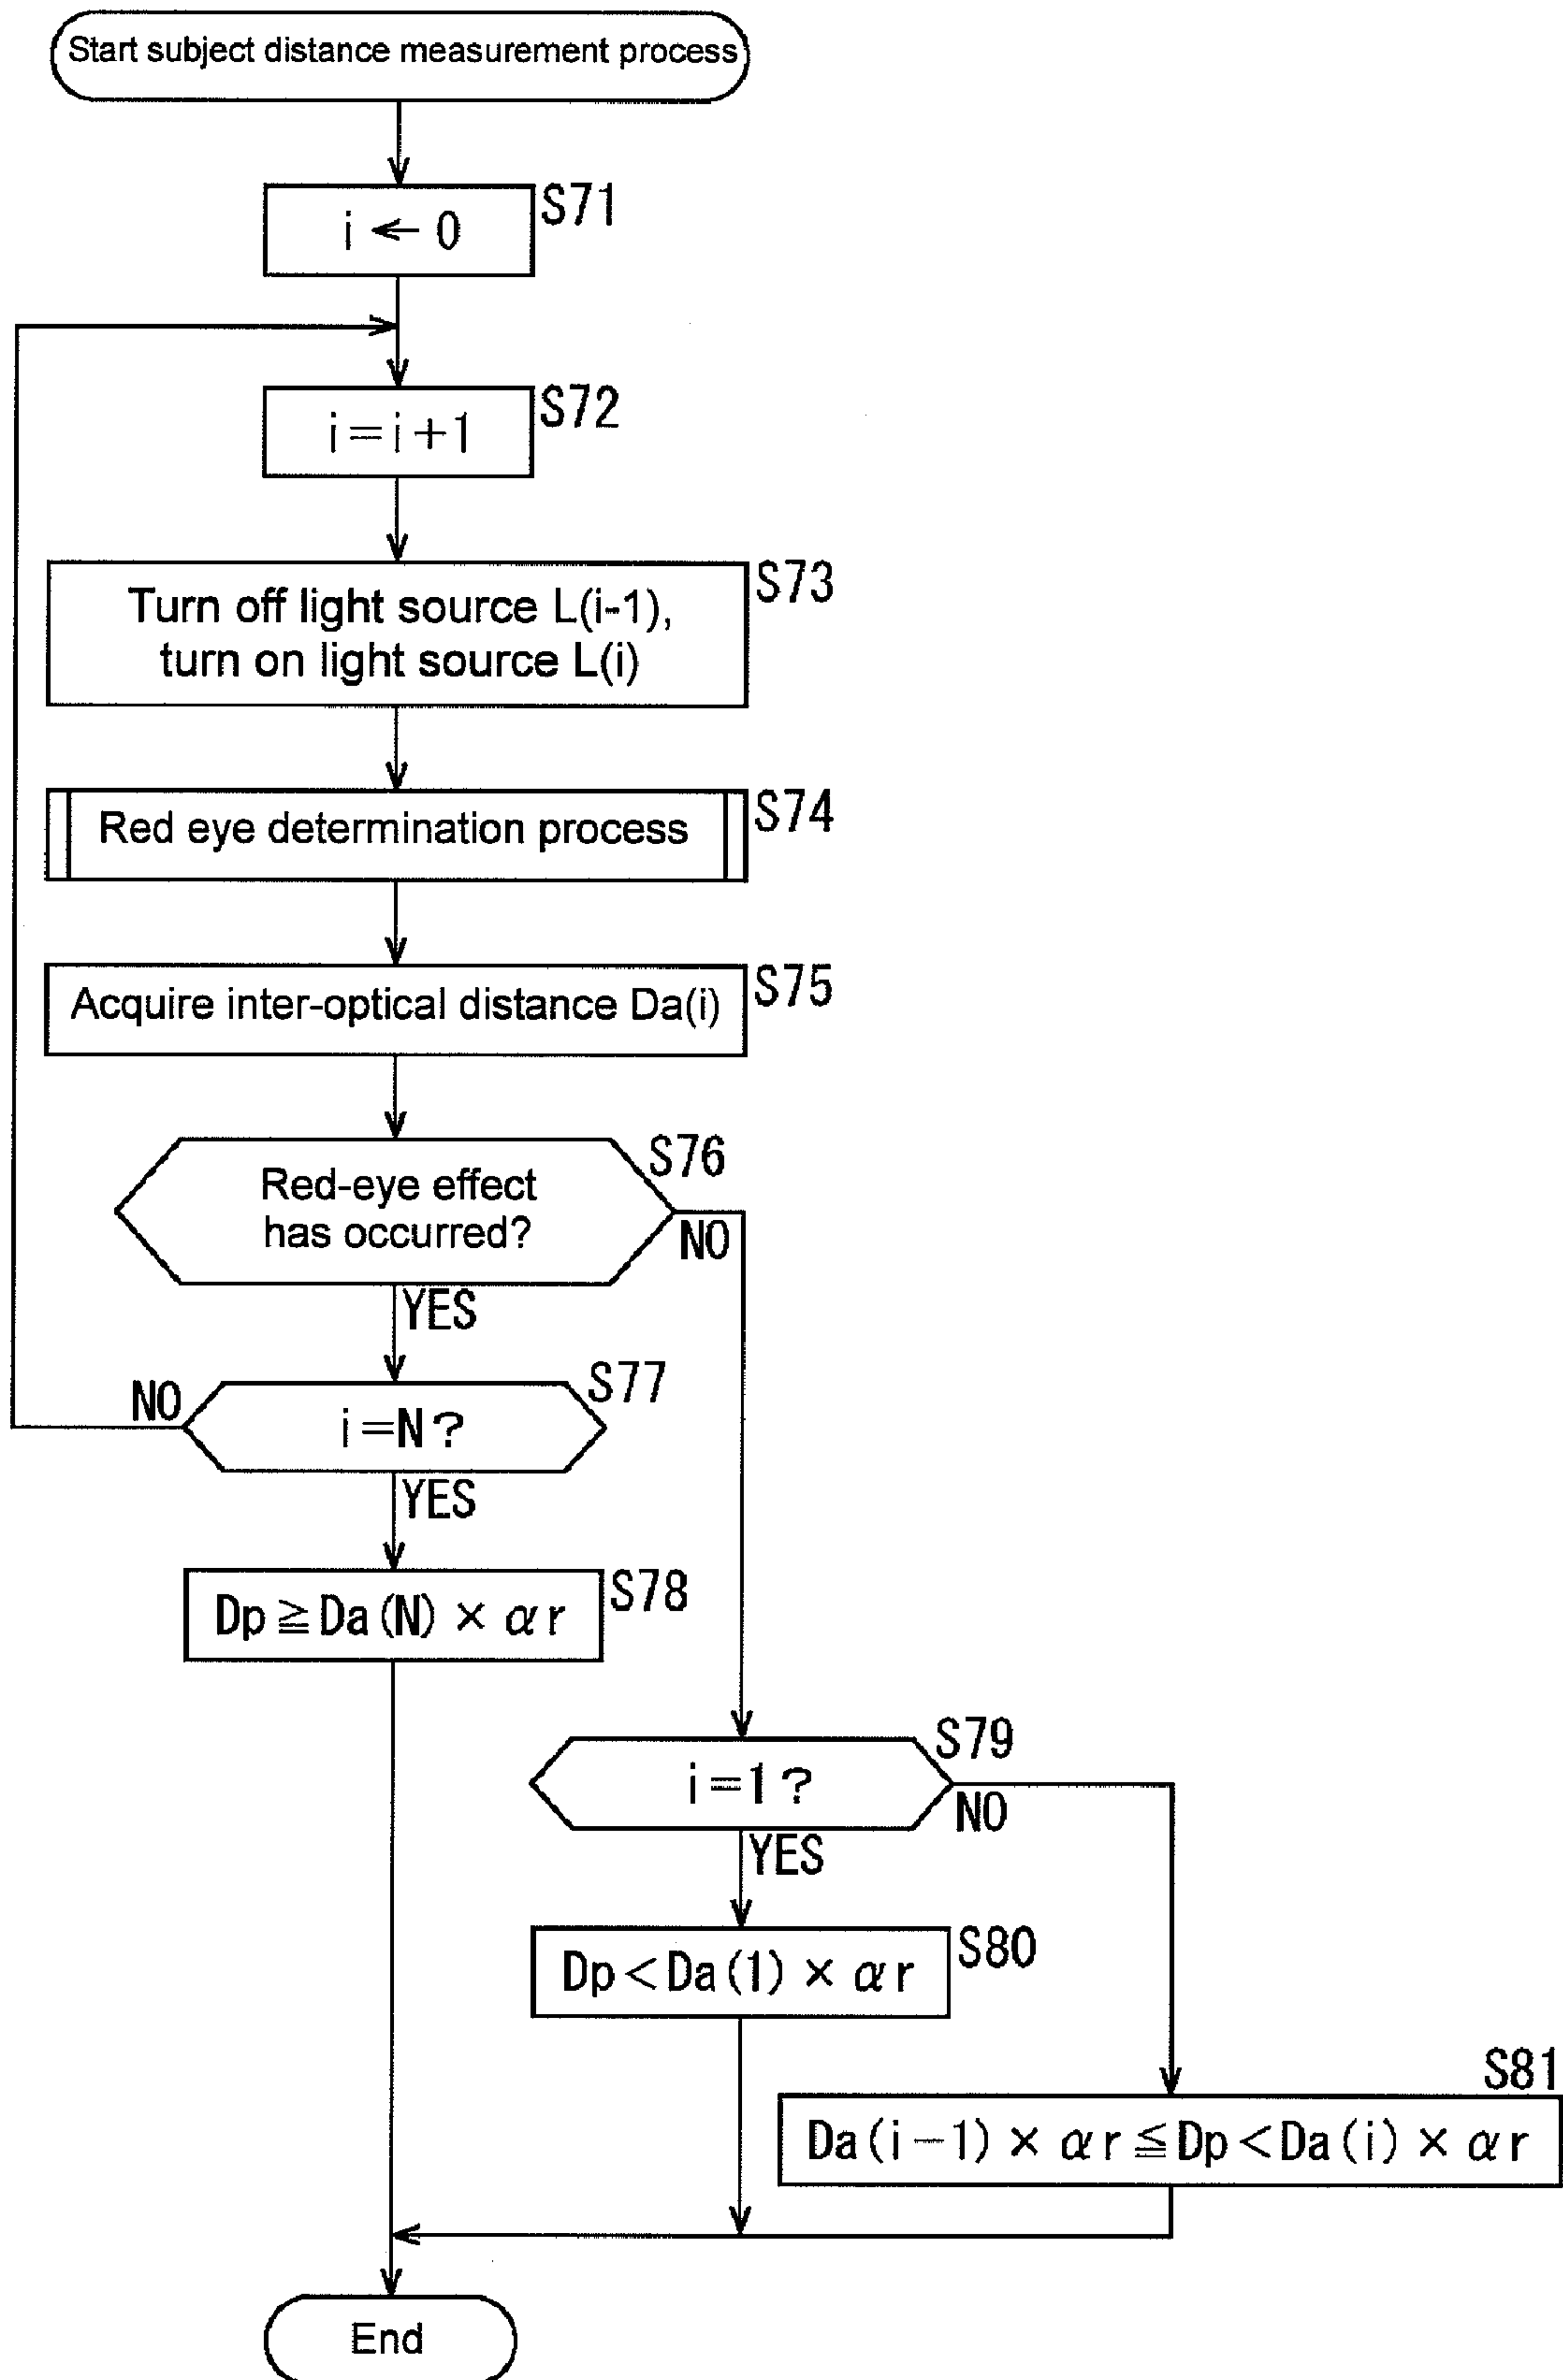 Start subject distance measurement process
S71
i ← 0
S72
i=i+1
S73
Turn off light source L(i-1),
turn on light source L(i)
S74
Red eye determination process
S75
Acquire inter-optical distance Da(i)
S76
Red-eye effect
has occurred?
NO
YES
S77
NO
i=N?
YES
S78
Dp≧Da(N)×αr
S79
i=1?
NO
YES
S80
Dp<Da(1)×αr
S81
Da(i-1)×αr≦Dp<Da(i)×αr
End